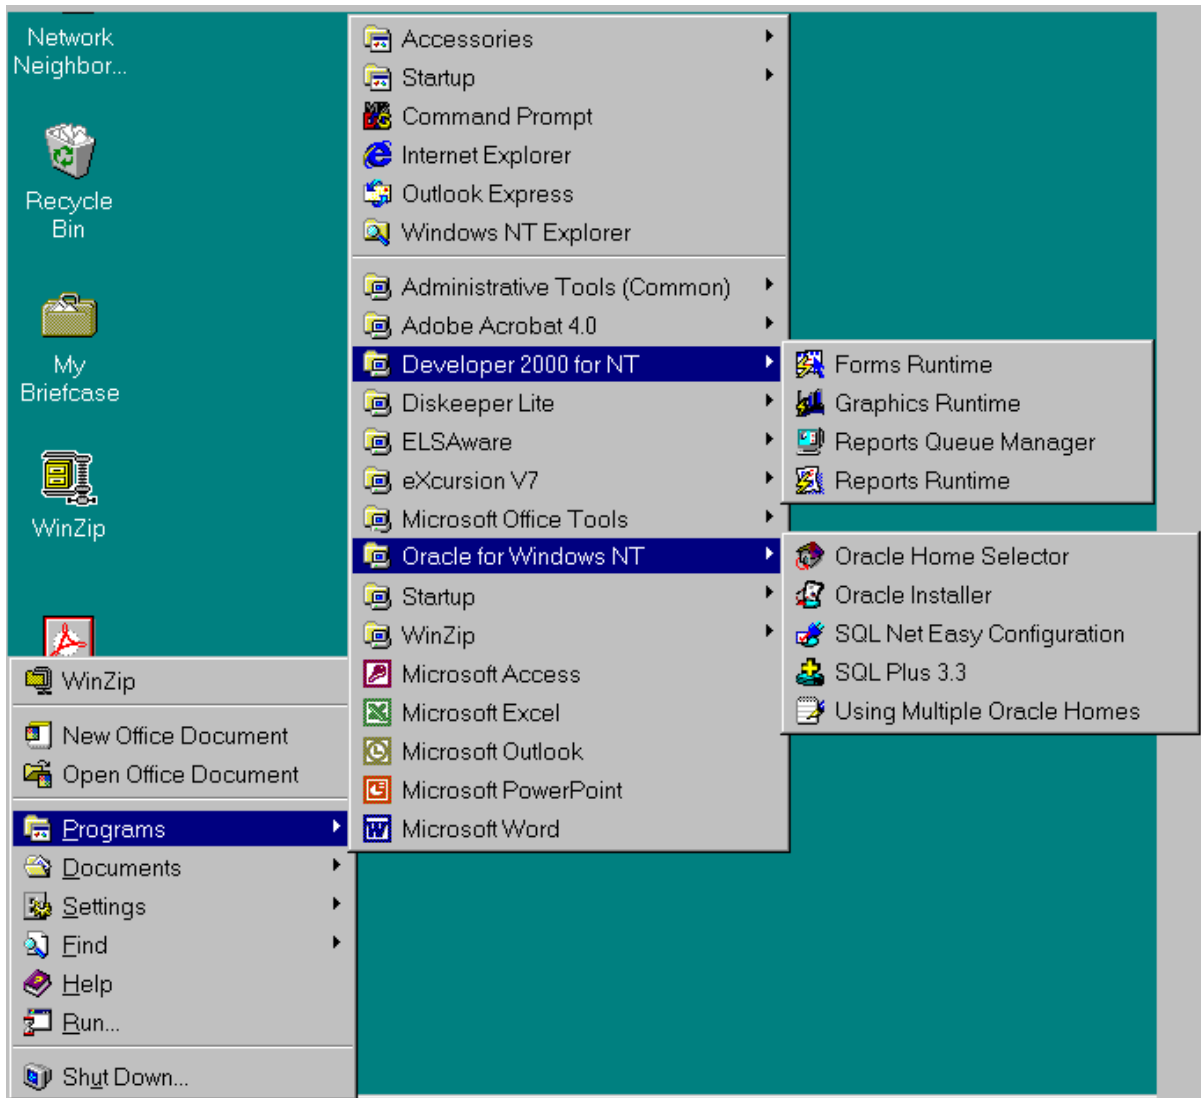 Network
Neighbor...
Recycle
Bin
My
Briefcase
WinZip
WinZip
New Office Document
Open Office Document
Programs
Documents
Settings
Find
Help
Run...
Shut Down...
Accessories
Startup
Command Prompt
Internet Explorer
Outlook Express
Windows NT Explorer
Administrative Tools (Common)
Adobe Acrobat 4.0
Developer 2000 for NT
Diskeeper Lite
ELSAware
eXcursion V7
Microsoft Office Tools
Oracle for Windows NT
Startup
WinZip
Microsoft Access
Microsoft Excel
Microsoft Outlook
Microsoft PowerPoint
Microsoft Word
Forms Runtime
Graphics Runtime
Reports Queue Manager
Reports Runtime
Oracle Home Selector
Oracle Installer
SQL Net Easy Configuration
SQL Plus 3.3
Using Multiple Oracle Homes